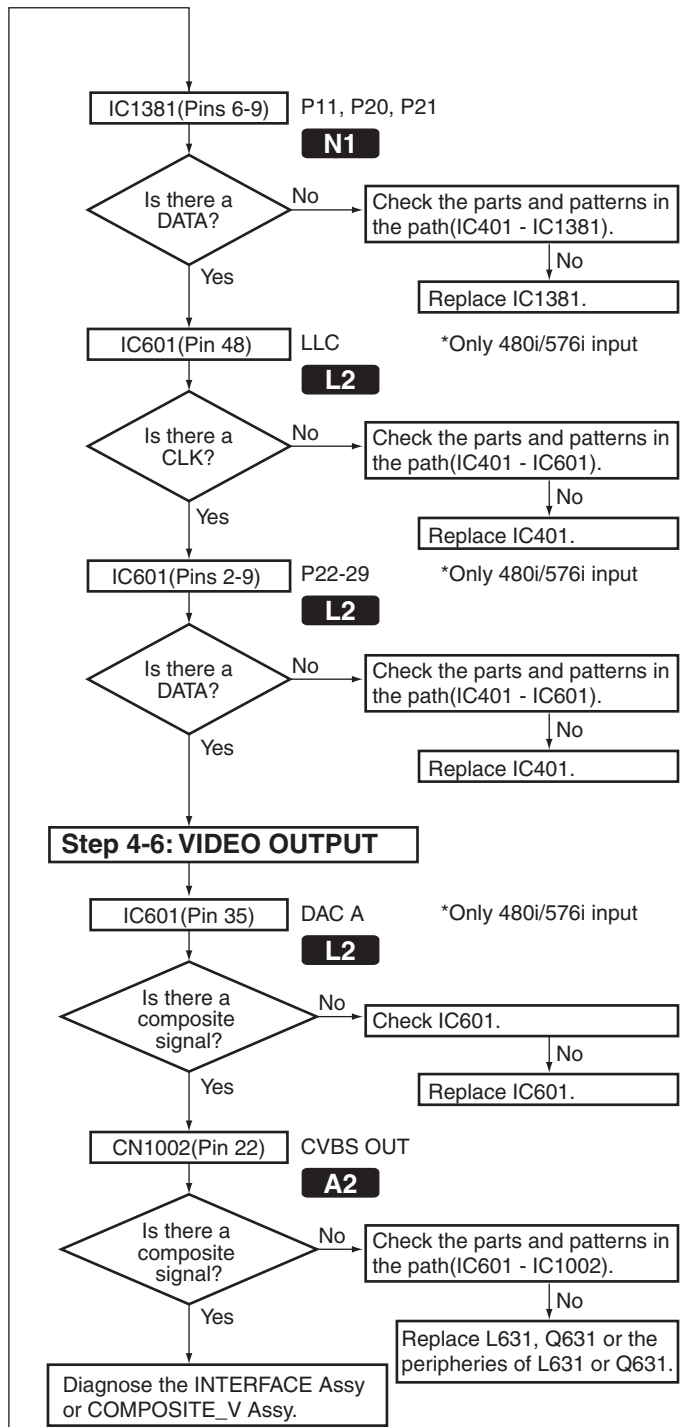 IC1381(Pins 6-9) P11, P20, P21
N1
Is there a
DATA?
No
Check the parts and patterns in
the path(IC401 - IC1381).
No
Replace IC1381.
Yes
IC601(Pin 48) LLC *Only 480i/576i input
L2
Is there a
CLK?
No
Check the parts and patterns in
the path(IC401 - IC601).
No
Replace IC401.
Yes
IC601(Pins 2-9) P22-29 *Only 480i/576i input
L2
Is there a
DATA?
No
Check the parts and patterns in
the path(IC401 - IC601).
No
Replace IC401.
Yes
Step 4-6: VIDEO OUTPUT
IC601(Pin 35) DAC A *Only 480i/576i input
L2
Is there a
composite
signal?
No
Check IC601.
No
Replace IC601.
Yes
CN1002(Pin 22) CVBS OUT
A2
Is there a
composite
signal?
No
Check the parts and patterns in
the path(IC601 - IC1002).
No
Replace L631, Q631 or the
peripheries of L631 or Q631.
Yes
Diagnose the INTERFACE Assy
or COMPOSITE_V Assy.